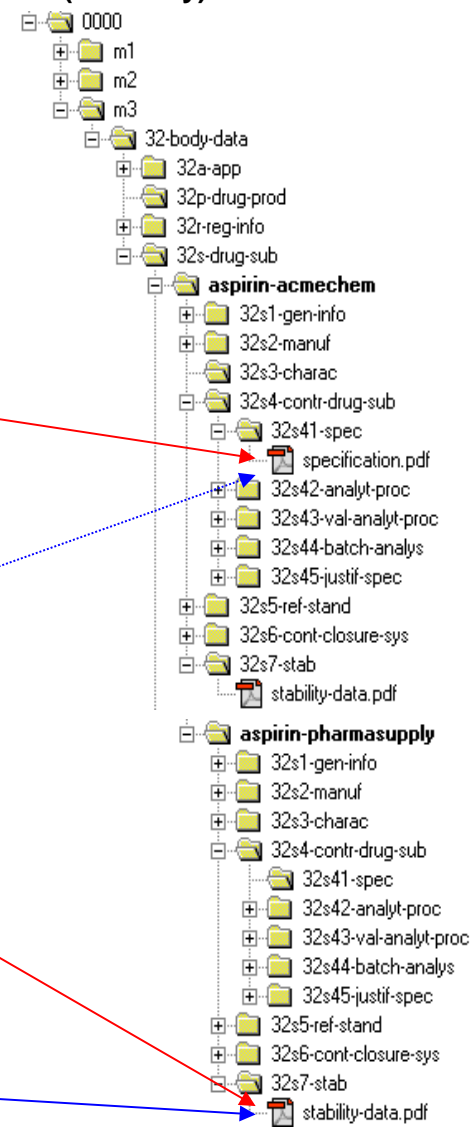 0000
m1
m2
m3
32-body-data
32a-app
32p-drug-prod
32r-reg-info
32s-drug-sub
aspirin-acmechem
32s1-gen-info
32s2-manuf
32s3-charac
32s4-contr-drug-sub
32s41-spec
specification.pdf
32s42-analyt-proc
32s43-val-analyt-proc
32s44-batch-analys
32s45-justif-spec
32s5-ref-stand
32s6-cont-closure-sys
32s7-stab
stability-data.pdf
aspirin-pharmasupply
32s1-gen-info
32s2-manuf
32s3-charac
32s4-contr-drug-sub
32s41-spec
32s42-analyt-proc
32s43-val-analyt-proc
32s44-batch-analys
32s45-justif-spec
32s5-ref-stand
32s6-cont-closure-sys
32s7-stab
stability-data.pdf